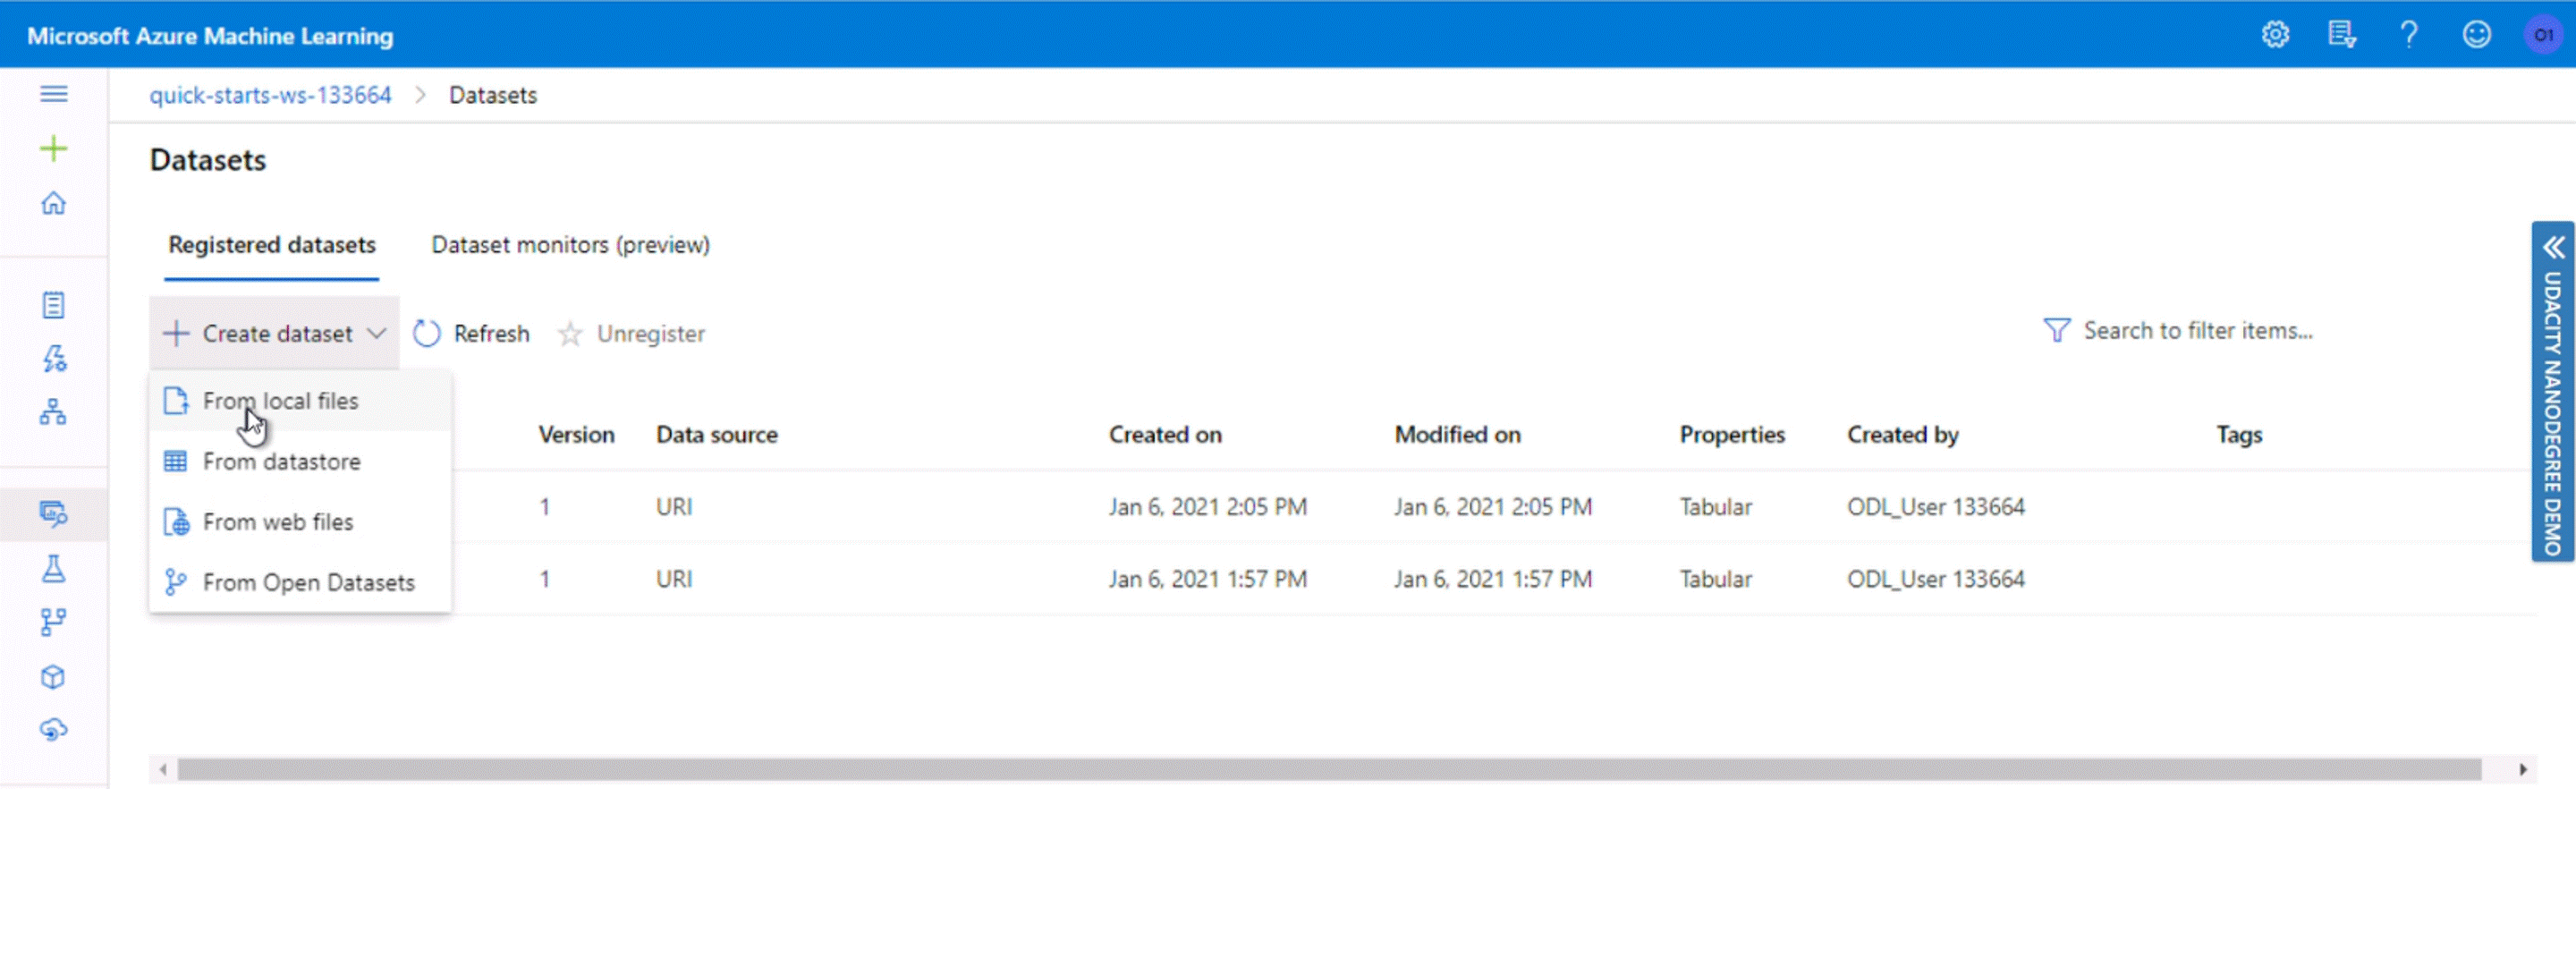 Microsoft Azure Machine Learning
O1
quick-starts-ws-133664 > Datasets
Datasets
Registered datasets Dataset monitors (preview)
Create dataset Refresh Unregister Search to filter items...
From local files
From datastore
From web files
From Open Datasets
Version Data source Created on Modified on Properties Created by Tags
1 URI Jan 6, 2021 2:05 PM Jan 6, 2021 2:05 PM Tabular ODL_User 133664
1 URI Jan 6, 2021 1:57 PM Jan 6, 2021 1:57 PM Tabular ODL_User 133664
UDACITY NANODEGREE DEMO